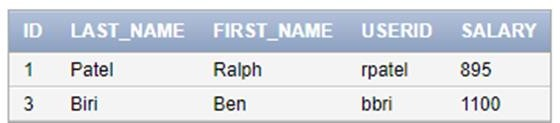 ID LAST_NAME FIRST_NAME USERID SALARY
1 Patel Ralph rpatel 895
3 Biri Ben bbri 1100